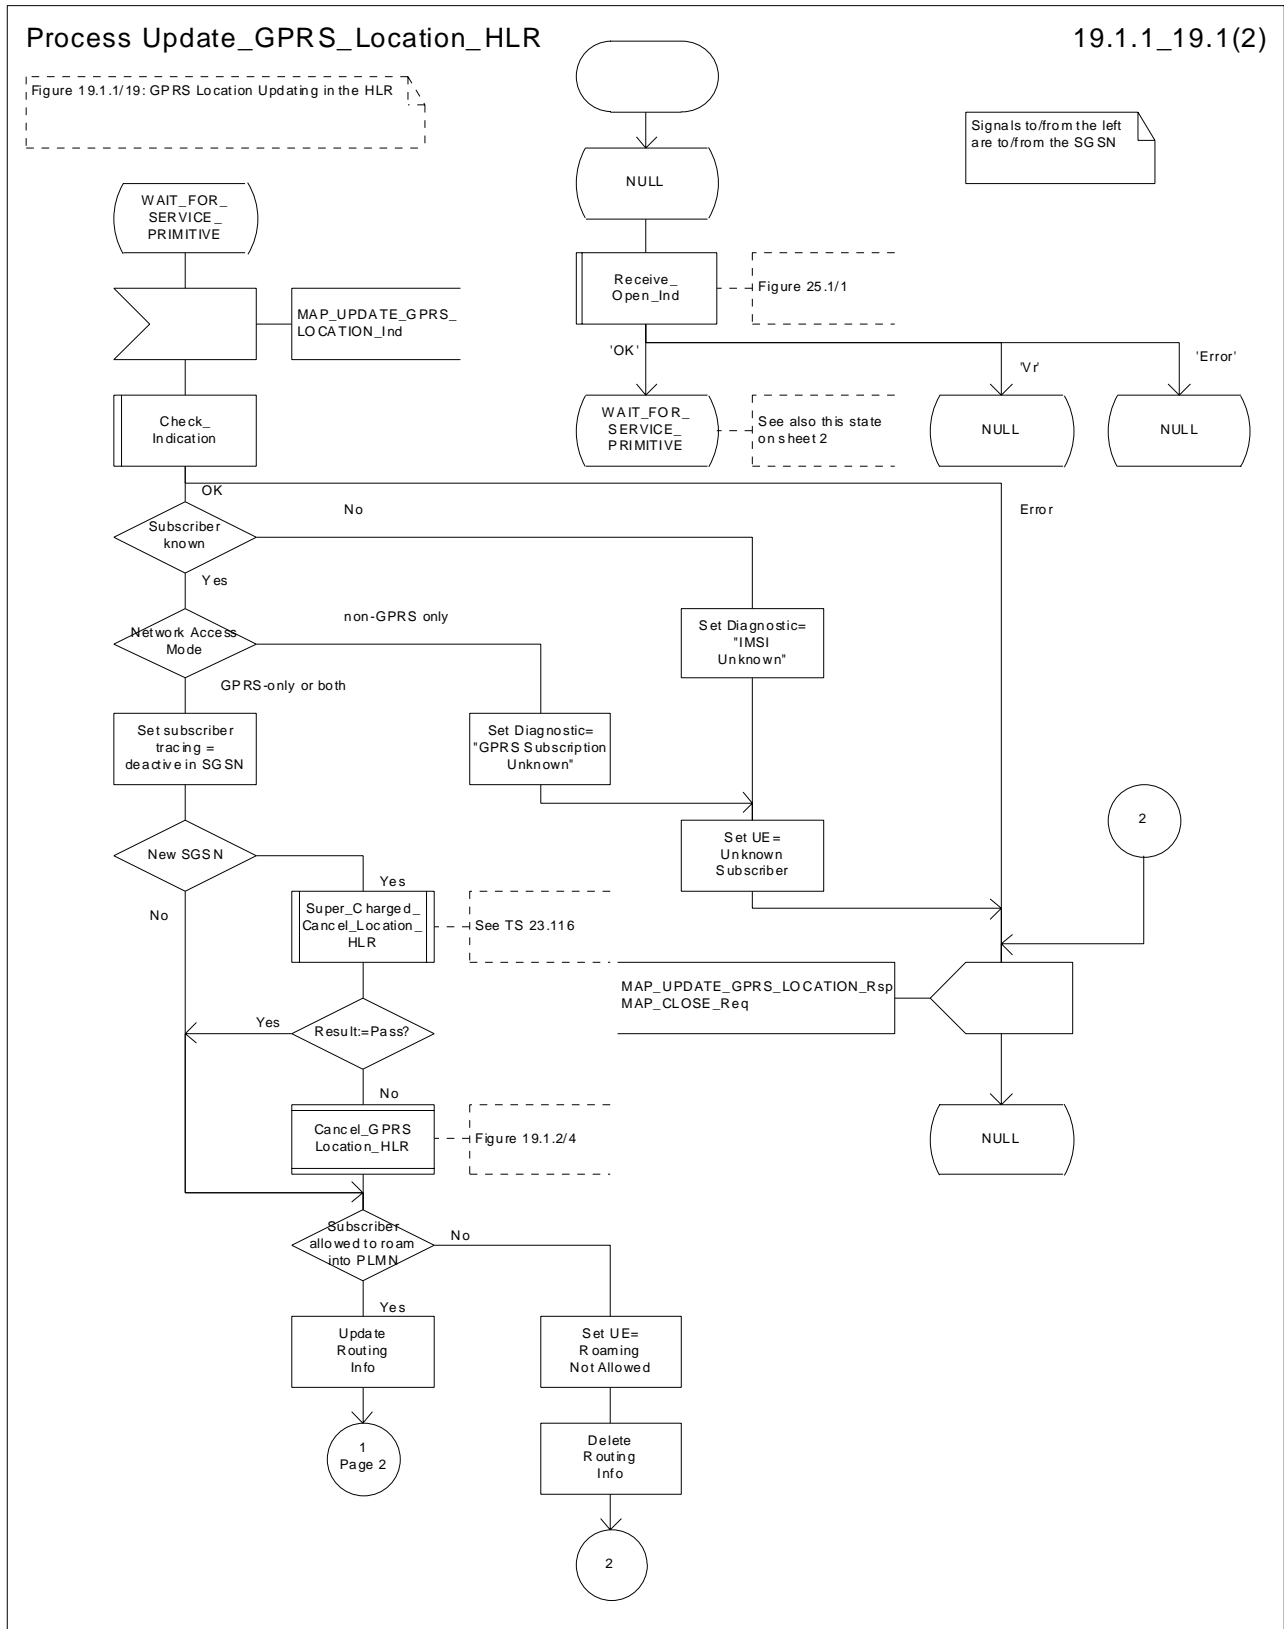 Process Update_GPRS_Location_HLR
19.1.1_19.1(2)
Figure 19.1.1/19: GPRS Location Updating in the HLR
Signals to/from the left
are to/from the SGSN
NULL
WAIT_FOR_
SERVICE_
PRIMITIVE
Receive_
Open_Ind
Figure 25.1/1
MAP_UPDATE_GPRS_
LOCATION_Ind
'OK'
'Vr'
'Error'
WAIT_FOR_
SERVICE_
PRIMITIVE
See also this state
on sheet 2
NULL
NULL
Check_
Indication
OK
No
Error
Subscriber
known
Yes
non-GPRS only
Network Access
Mode
Set Diagnostic=
"IMSI
Unknown"
GPRS-only or both
Set subscriber
tracing =
deactive in SGSN
Set Diagnostic=
"GPRS Subscription
Unknown"
2
New SGSN
Set UE=
Unknown
Subscriber
Yes
No
Super_Charged_
Cancel_Location_
HLR
See TS 23.116
MAP_UPDATE_GPRS_LOCATION_Rsp
MAP_CLOSE_Req
Yes
Result:=Pass?
No
Cancel_GPRS
Location_HLR
Figure 19.1.2/4
NULL
Subscriber
allowed to roam
into PLMN
No
Yes
Update
Routing
Info
Set UE=
Roaming
Not Allowed
1
Page 2
Delete
Routing
Info
2